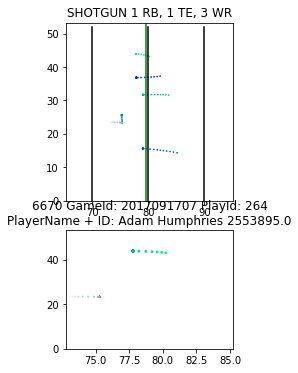 SHOTGUN 1 RB, 1 TE, 3 WR
50
40
30
20
10
0
70 80 90
6670 GameId: 2017091707 PlayId: 264
PlayerName + ID: Adam Humphries 2553895.0
40
20
0
75.0 77.5 80.0 82.5 85.0